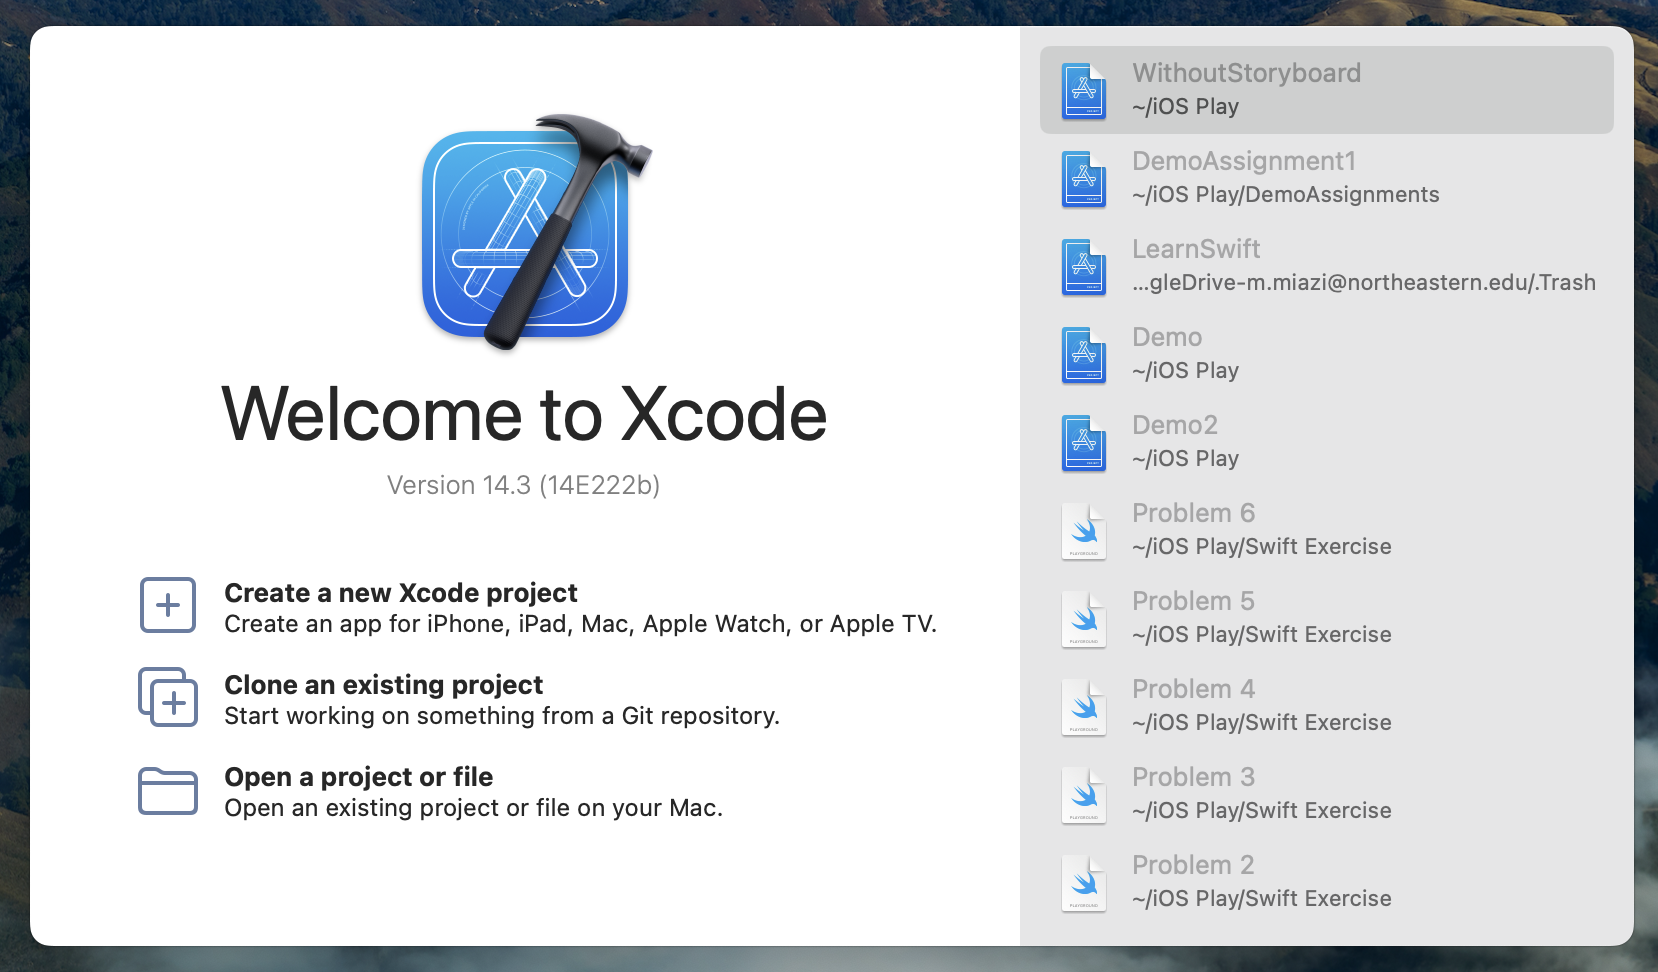 Welcome to Xcode
Version 14.3 (14E222b)
Create a new Xcode project
Create an app for iPhone, iPad, Mac, Apple Watch, or Apple TV.
Clone an existing project
Start working on something from a Git repository.
Open a project or file
Open an existing project or file on your Mac.
WithoutStoryboard
~/iOS Play
DemoAssignment1
~/iOS Play/DemoAssignments
LearnSwift
...gleDrive-m.miazi@northeastern.edu/.Trash
Demo
~/iOS Play
Demo2
~/iOS Play
Problem 6
~/iOS Play/Swift Exercise
PLAYGROUND
Problem 5
~/iOS Play/Swift Exercise
PLAYGROUND
Problem 4
~/iOS Play/Swift Exercise
PLAYGROUND
Problem 3
~/iOS Play/Swift Exercise
PLAYGROUND
Problem 2
~/iOS Play/Swift Exercise
PLAYGROUND